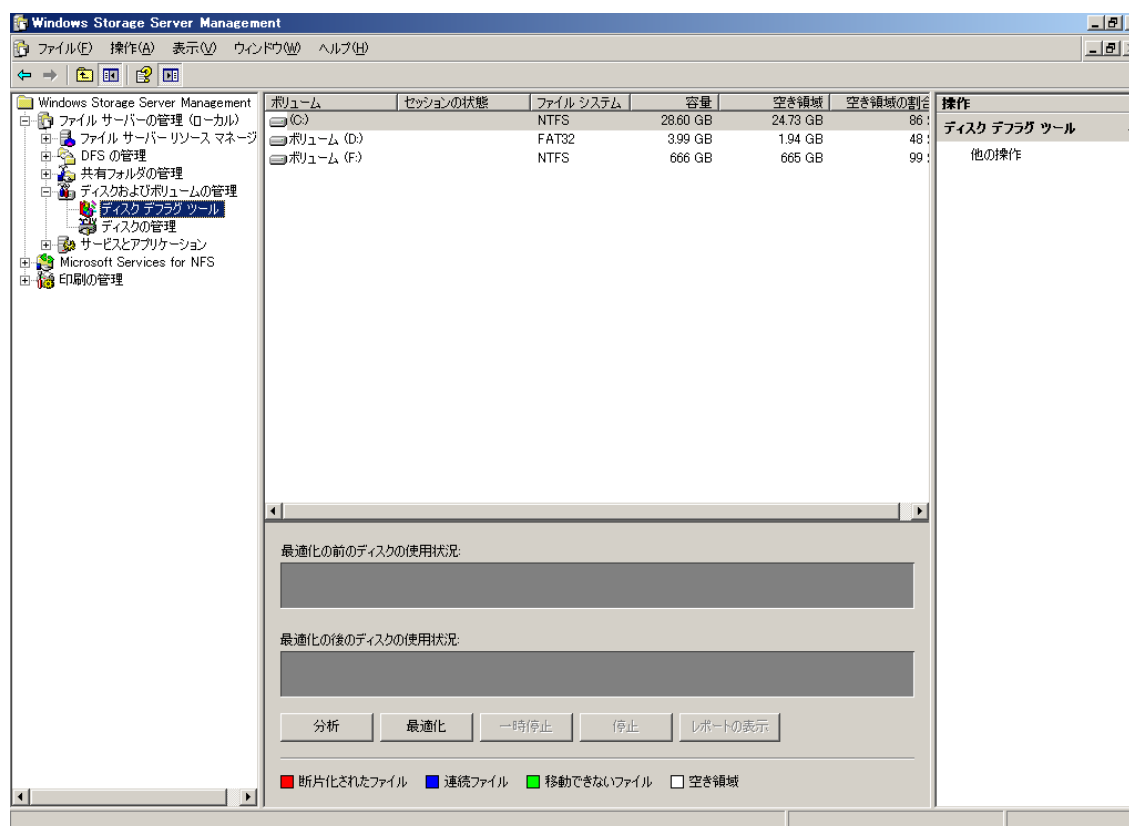 Windows Storage Server Management
ファイル(F) 操作(A) 表示(V) ウィンドウ(W) ヘルプ(H)
Windows Storage Server Management
ファイル サーバーの管理 (ローカル)
ファイル サーバー リソース マネージ
DFS の管理
共有フォルダの管理
ディスクおよびボリュームの管理
ディスク デフラグ ツール
ディスクの管理
サービスとアプリケーション
Microsoft Services for NFS
印刷の管理
ボリューム セッションの状態 ファイル システム 容量 空き領域 空き領域の割合
(C:) NTFS 28.60 GB 24.73 GB 86
ボリューム (D:) FAT32 3.99 GB 1.94 GB 48
ボリューム (F:) NTFS 666 GB 665 GB 99
最適化の前のディスクの使用状況:
最適化の後のディスクの使用状況:
分析 最適化 一時停止 停止 レポートの表示
断片化されたファイル 連続ファイル 移動できないファイル 空き領域
操作
ディスク デフラグ ツール
他の操作